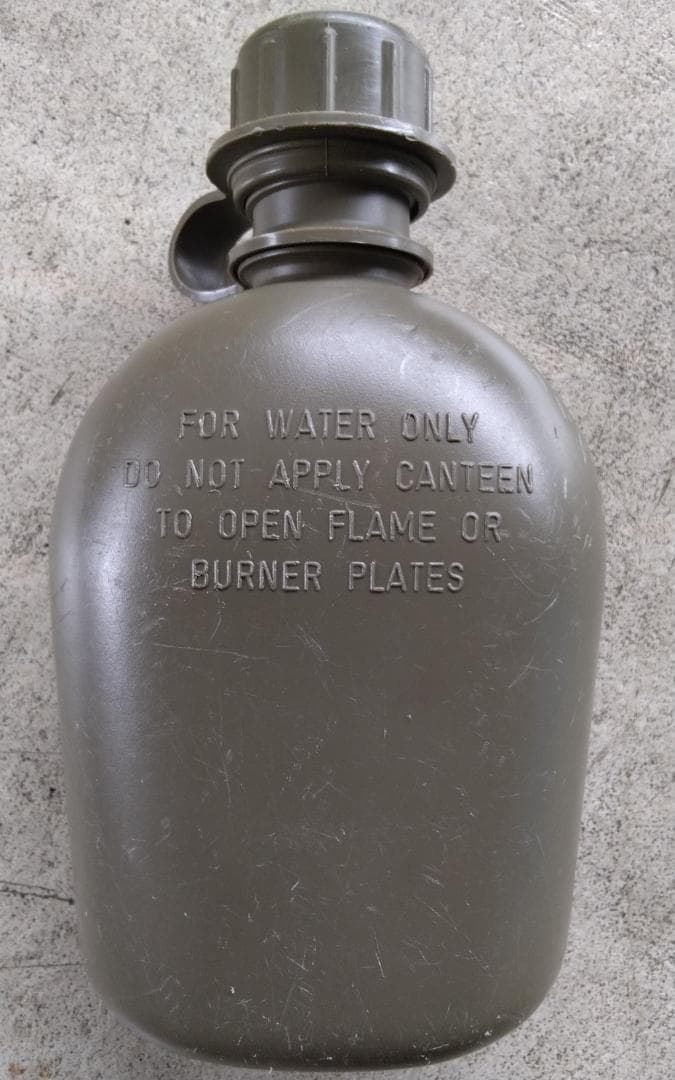 FOR WATER ONLY
DO NOT APPLY CANTEEN
TO OPEN FLAME OR
BURNER PLATES